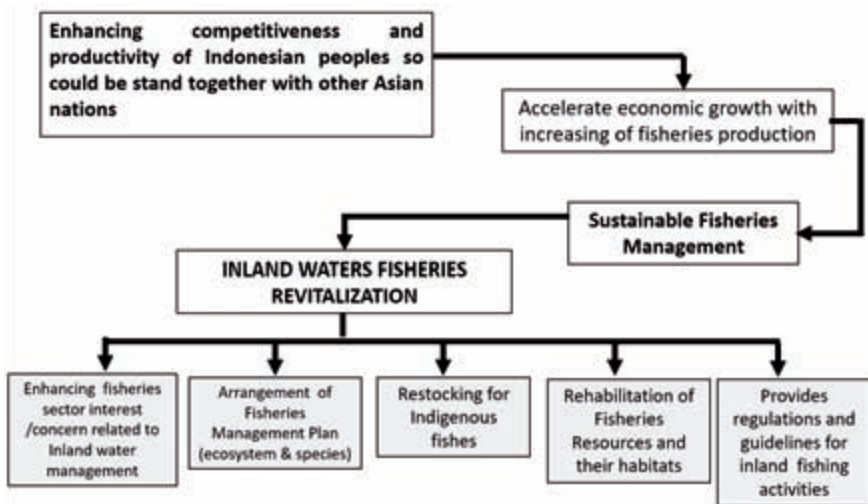 Enhancing competitiveness and
productivity of Indonesian peoples so
could be stand together with other Asian
nations
Accelerate economic growth with
increasing of fisheries production
Sustainable Fisheries
Management
INLAND WATERS FISHERIES
REVITALIZATION
Enhancing fisheries
sector interest
/concern related to
Inland water
management
Arrangement of
Fisheries
Management Plan
(ecosystem & species)
Restocking for
Indigenous
fishes
Rehabilitation of
Fisheries
Resources and
their habitats
Provides
regulations and
guidelines for
inland fishing
activities